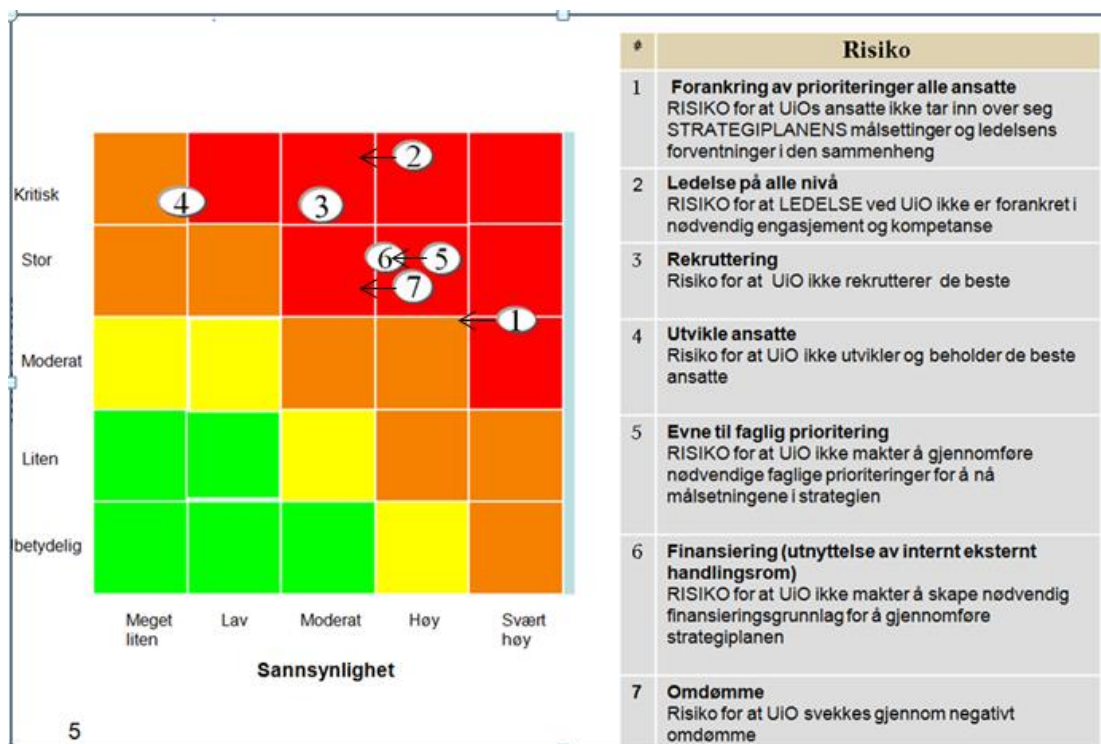 Kritisk
Stor
Moderat
Liten
betydelig
2
4
3
6
5
7
1
Meget
liten
Lav
Moderat
Høy
Svært
høy
Sannsynlighet
5
# Risiko
1 Forankring av prioriteringer alle ansatte
RISIKO for at UiOs ansatte ikke tar inn over seg
STRATEGIPLANENS målsettinger og ledelsens
forventninger i den sammenheng
2 Ledelse på alle nivå
RISIKO for at LEDELSE ved UiO ikke er forankret i
nødvendig engasjement og kompetanse
3 Rekruttering
Risiko for at UiO ikke rekrutterer de beste
4 Utvikle ansatte
Risiko for at UiO ikke utvikler og beholder de beste
ansatte
5 Evne til faglig prioritering
RISIKO for at UiO ikke makter å gjennomføre
nødvendige faglige prioriteringer for å nå
målsetningene i strategien
6 Finansiering (utnyttelse av internt eksternt
handlingsrom)
RISIKO for at UiO ikke makter å skape nødvendig
finansieringsgrunnlag for å gjennomføre
strategiplanen
7 Omdømme
Risiko for at UiO svekkes gjennom negativt
omdømme